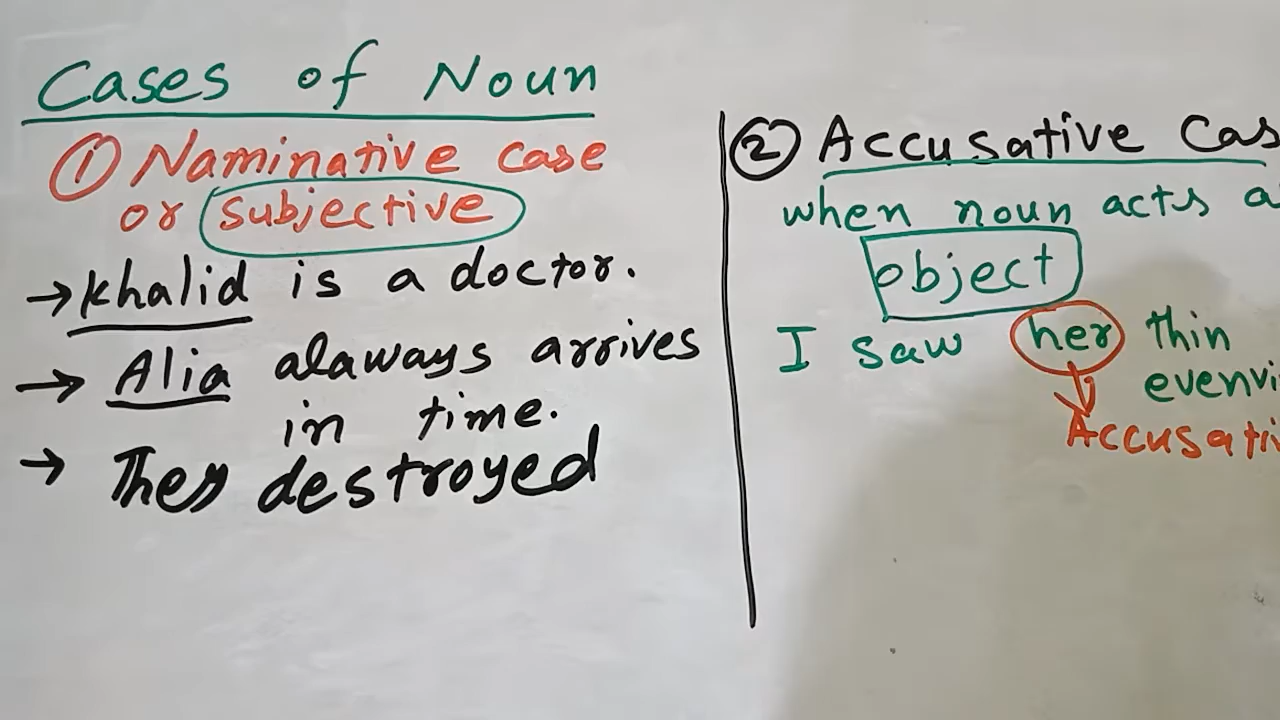 Cases of Noun
① Naminative case
or subjective
→ Khalid is a doctor.
→ Alia alaways arrives
in time.
→ They destroyed
② Accusative Cas
when noun acts a
object
I saw her thin
evenvi
Accusati